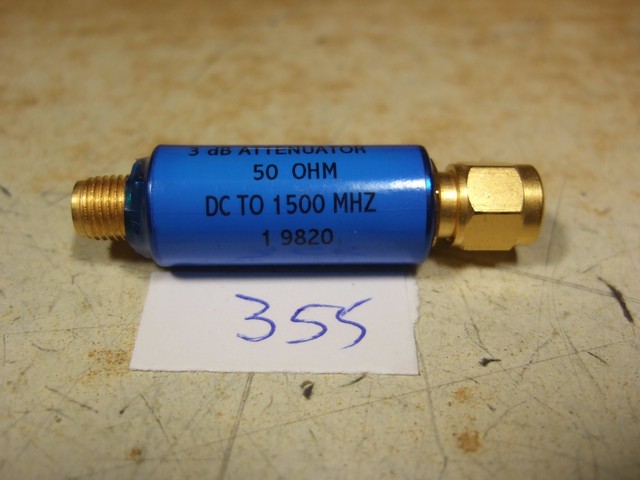 3 dB ATTENUATOR
50 OHM
DC TO 1500 MHZ
1 9820
355